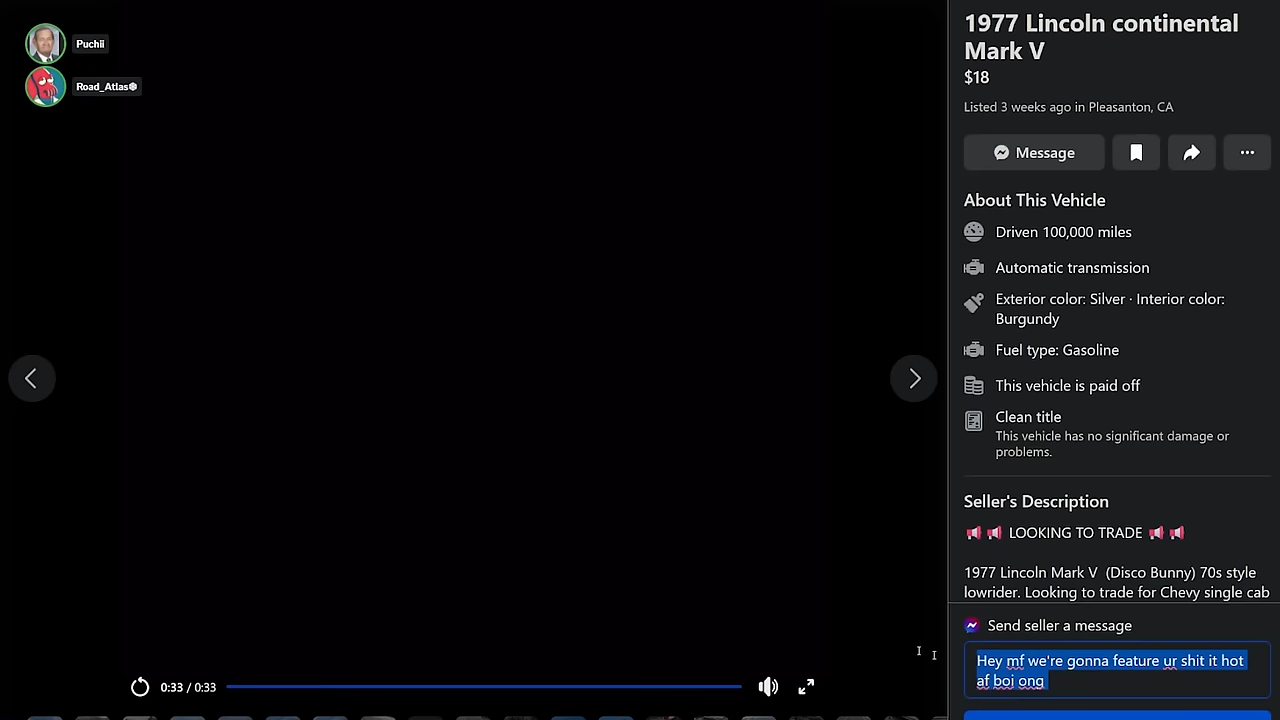 Puchii
Road_Atlas
1977 Lincoln continental
Mark V
$18
Listed 3 weeks ago in Pleasanton, CA
Message
About This Vehicle
Driven 100,000 miles
Automatic transmission
Exterior color: Silver · Interior color:
Burgundy
Fuel type: Gasoline
This vehicle is paid off
Clean title
This vehicle has no significant damage or
problems.
Seller's Description
📢 📢 LOOKING TO TRADE 📢 📢
1977 Lincoln Mark V (Disco Bunny) 70s style
lowrider. Looking to trade for Chevy single cab
Send seller a message
Hey mf we're gonna feature ur shit it hot
af boi ong
0:33 / 0:33